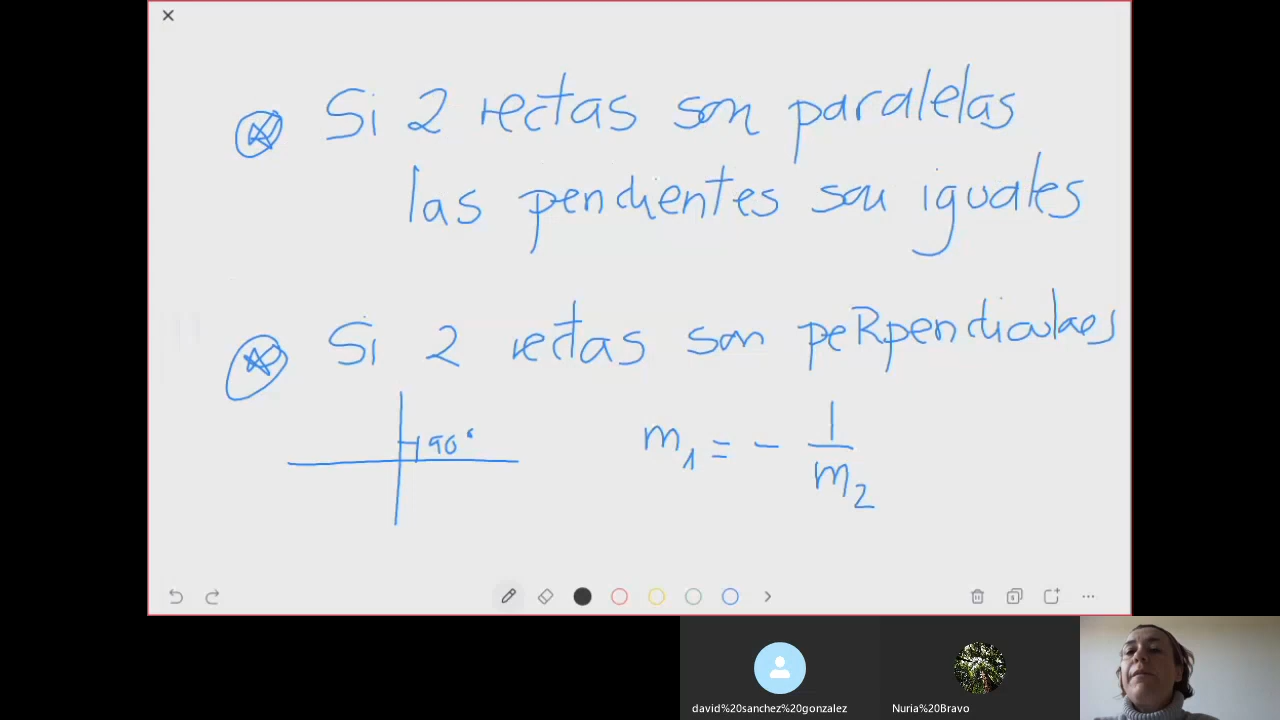 Si 2 rectas son paralelas
las pendientes son iguales
Si 2 rectas son peRpendiculaes
90°
m₁ = - 1/m₂
david%20sanchez%20gonzalez
Nuria%20Bravo